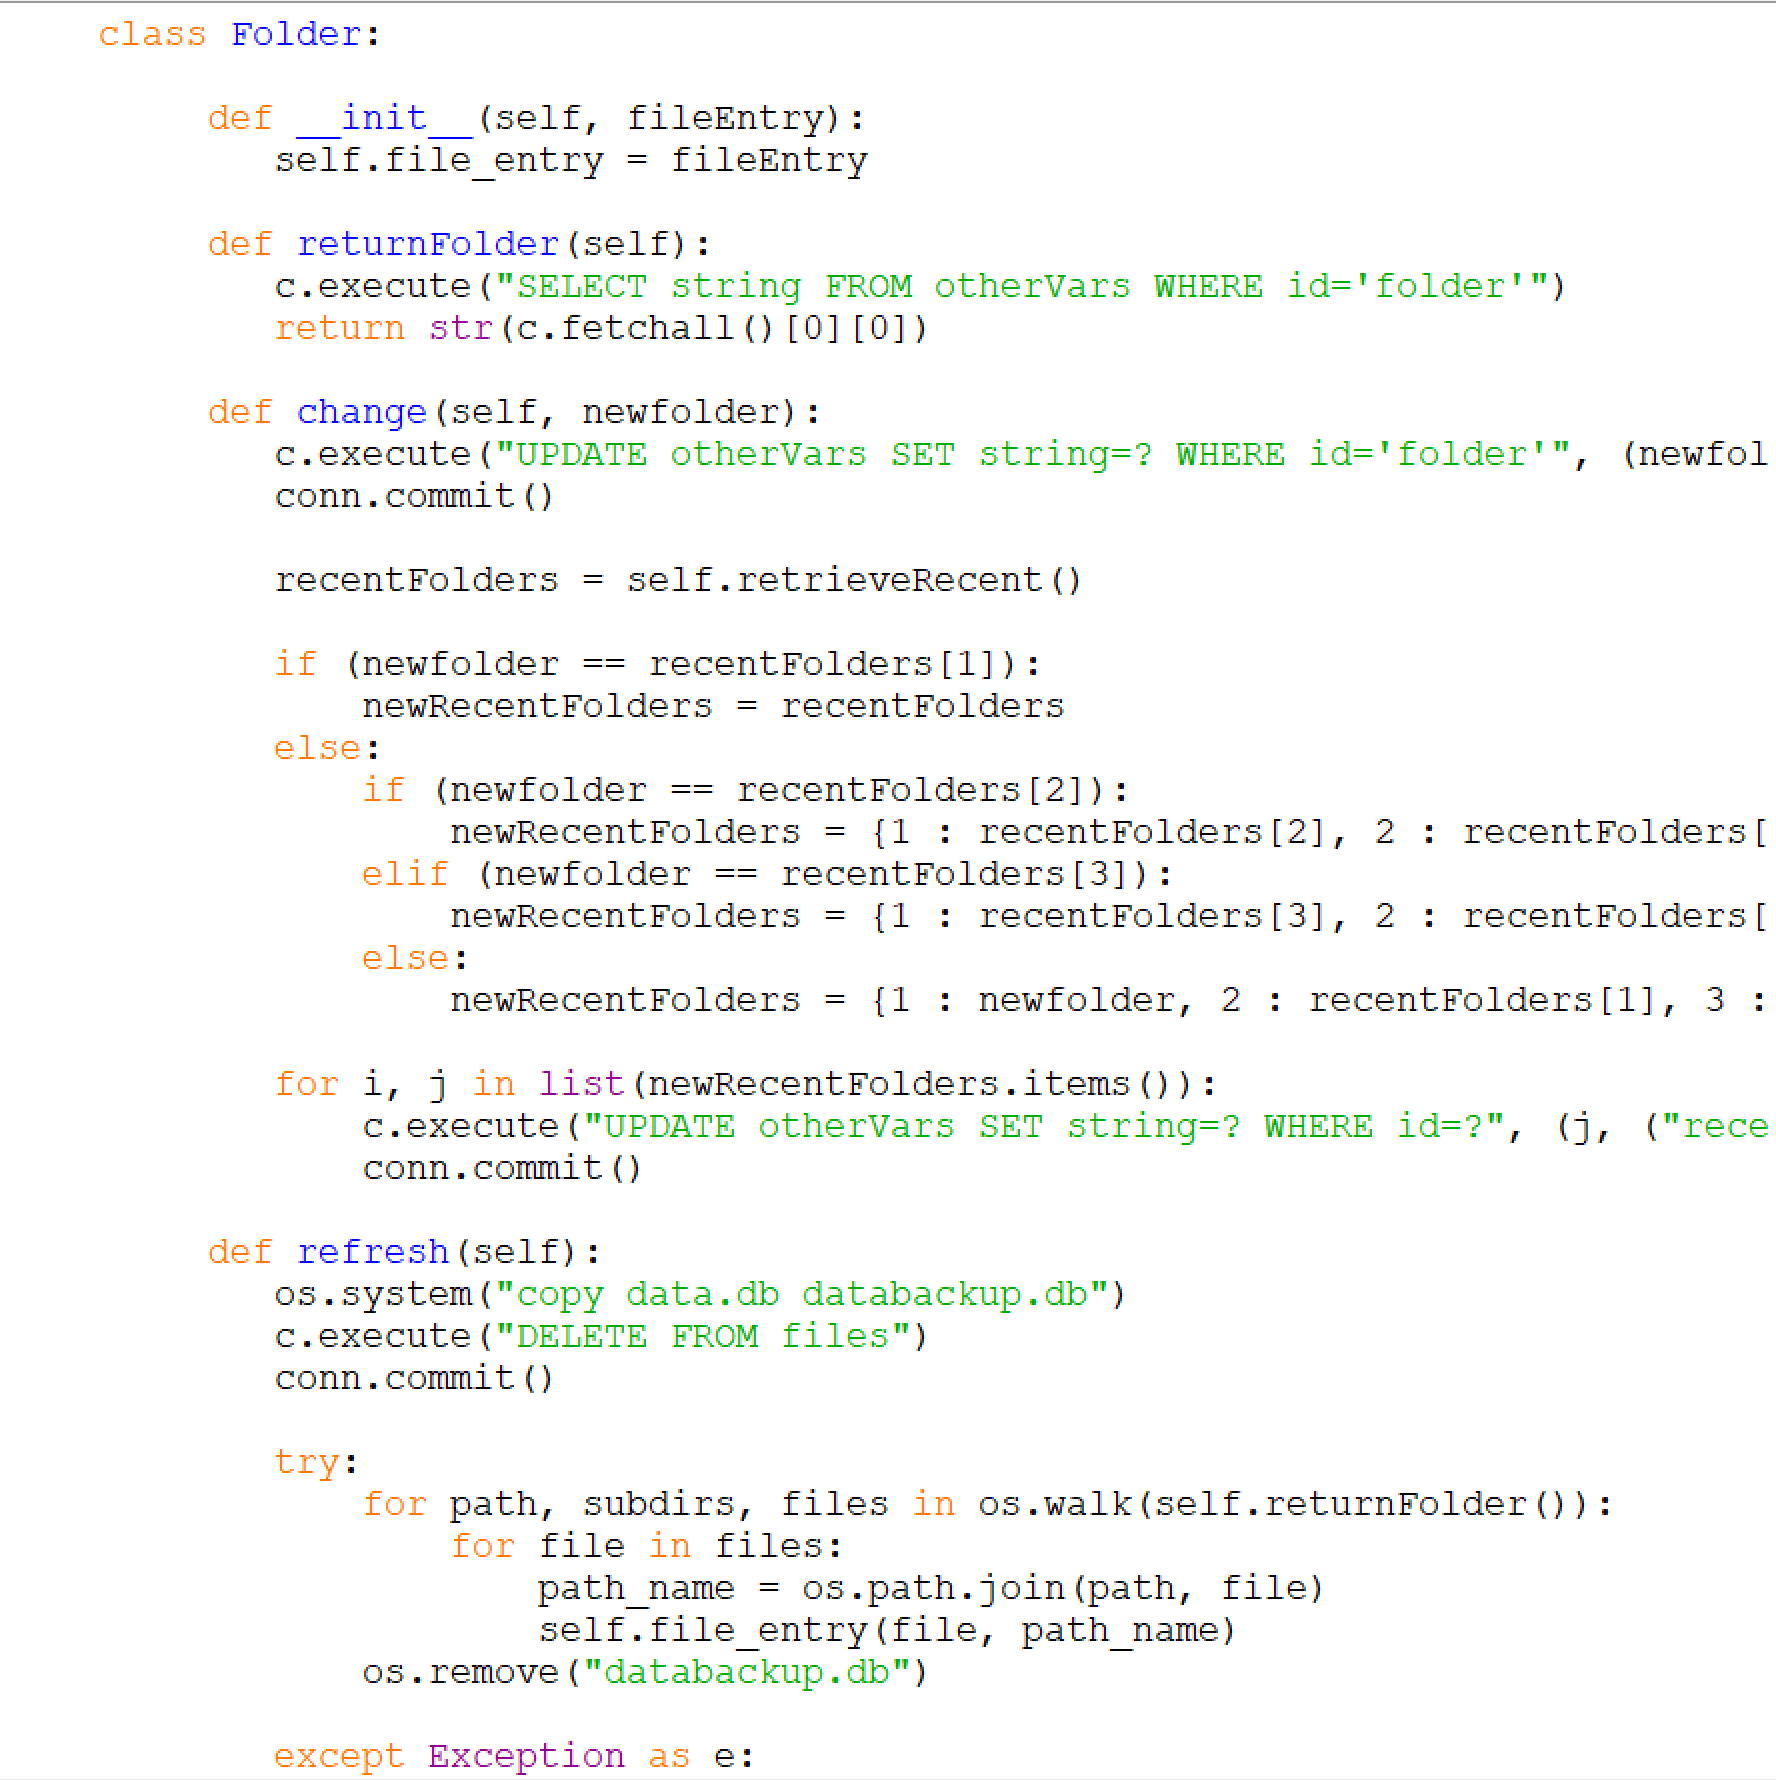 class Folder:
def __init__(self, fileEntry):
self.file_entry = fileEntry
def returnFolder(self):
c.execute("SELECT string FROM otherVars WHERE id='folder'")
return str(c.fetchall()[0][0])
def change(self, newfolder):
c.execute("UPDATE otherVars SET string=? WHERE id='folder'", (newfol
conn.commit()
recentFolders = self.retrieveRecent()
if (newfolder == recentFolders[1]):
newRecentFolders = recentFolders
else:
if (newfolder == recentFolders[2]):
newRecentFolders = {1 : recentFolders[2], 2 : recentFolders[
elif (newfolder == recentFolders[3]):
newRecentFolders = {1 : recentFolders[3], 2 : recentFolders[
else:
newRecentFolders = {1 : newfolder, 2 : recentFolders[1], 3 :
for i, j in list(newRecentFolders.items()):
c.execute("UPDATE otherVars SET string=? WHERE id=?", (j, ("rece
conn.commit()
def refresh(self):
os.system("copy data.db databackup.db")
c.execute("DELETE FROM files")
conn.commit()
try:
for path, subdirs, files in os.walk(self.returnFolder()):
for file in files:
path_name = os.path.join(path, file)
self.file_entry(file, path_name)
os.remove("databackup.db")
except Exception as e: